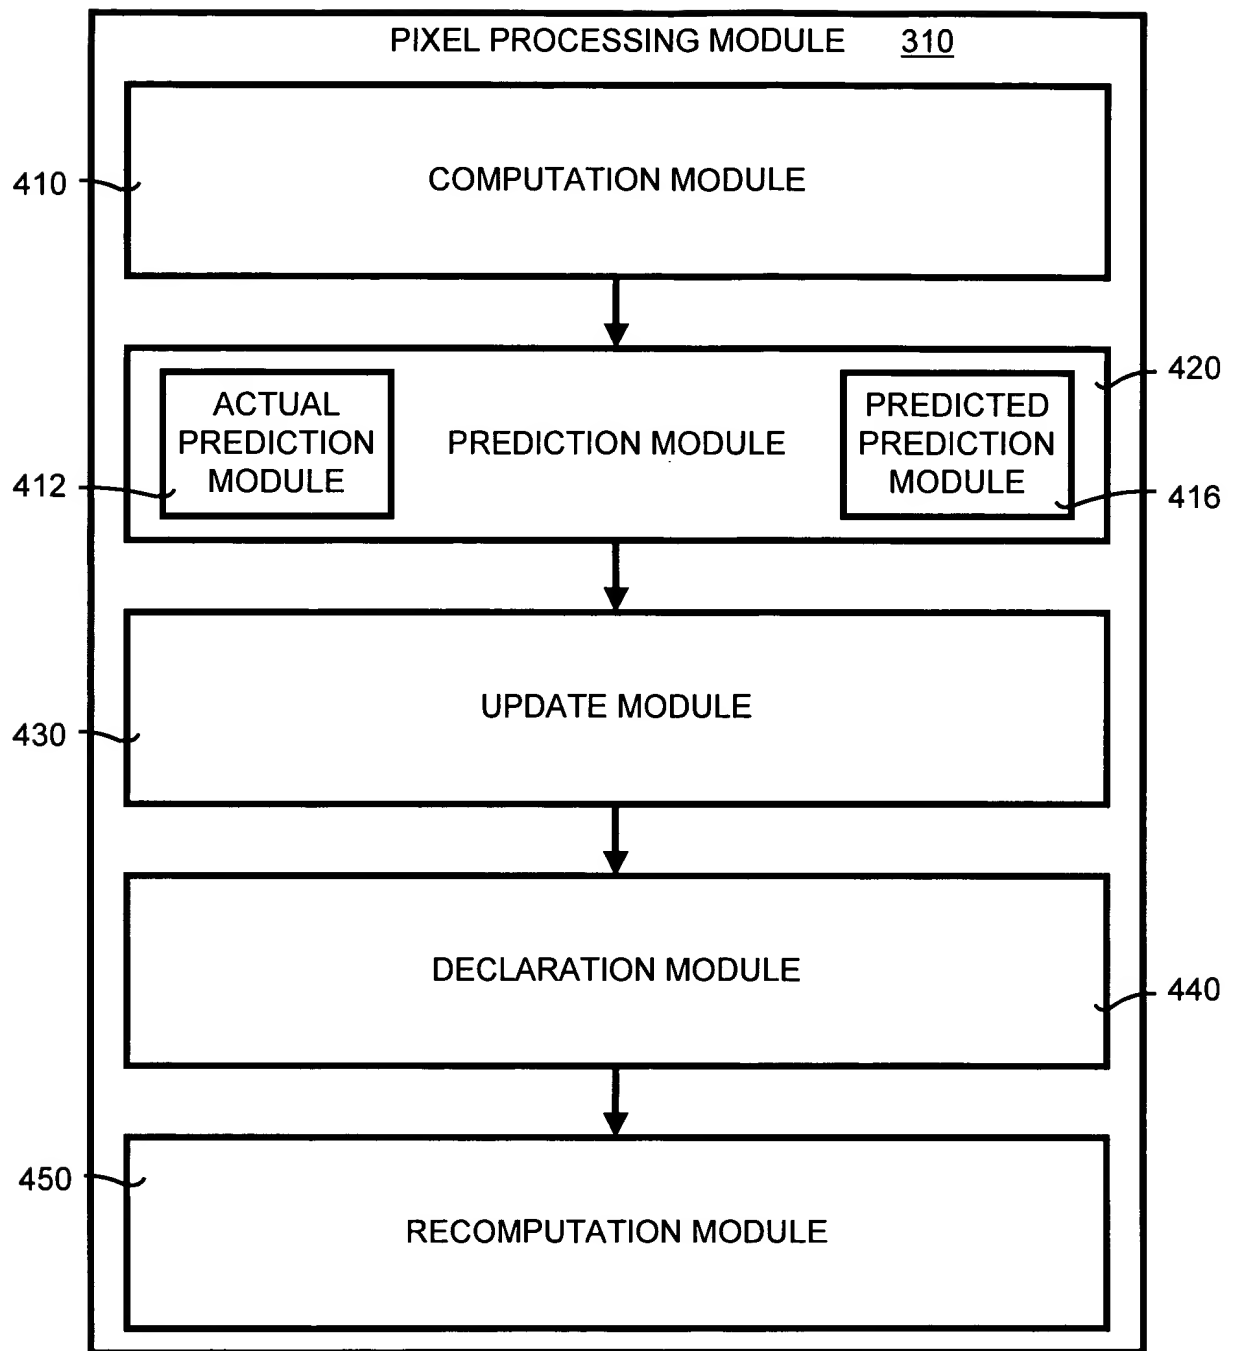 PIXEL PROCESSING MODULE 310
410
COMPUTATION MODULE
420
ACTUAL
PREDICTION
MODULE
PREDICTION MODULE
PREDICTED
PREDICTION
MODULE
412
416
UPDATE MODULE
430
DECLARATION MODULE
440
450
RECOMPUTATION MODULE